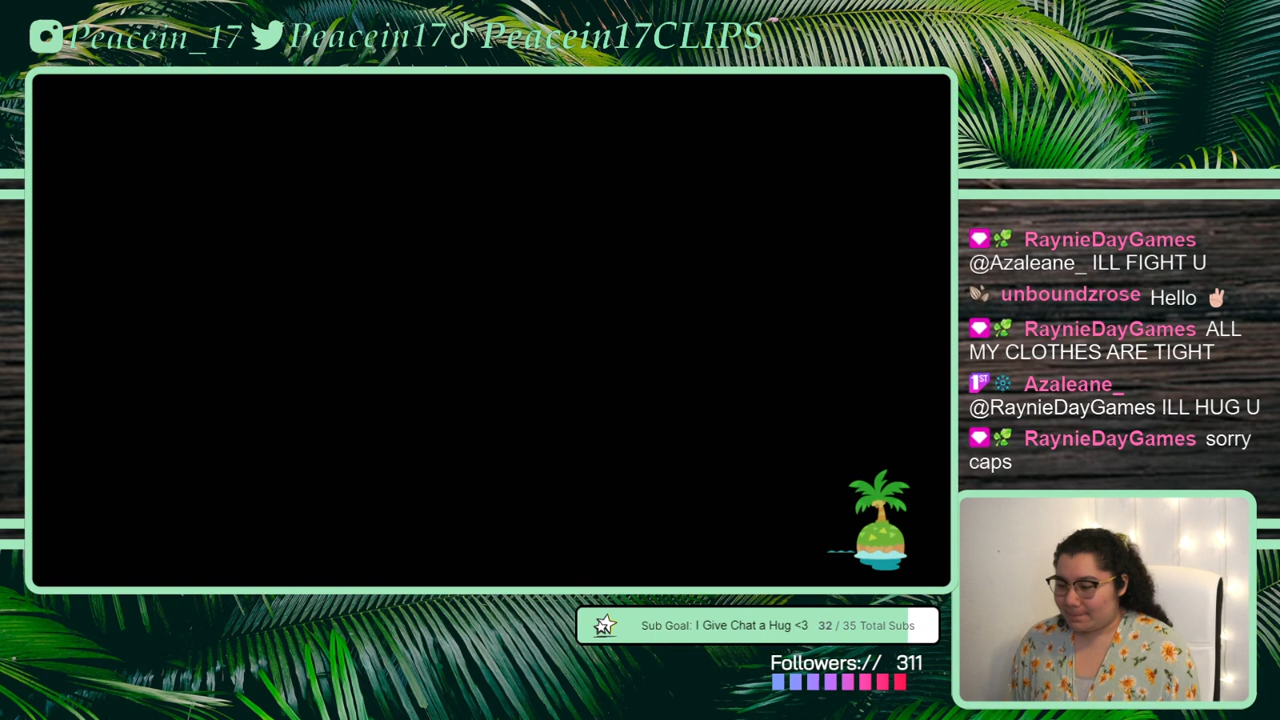 Peacein_17 Peacein17 Peacein17CLIPS
RaynieDayGames
@Azaleane_ ILL FIGHT U
unboundzrose Hello
RaynieDayGames ALL
MY CLOTHES ARE TIGHT
1ST Azaleane_
@RaynieDayGames ILL HUG U
RaynieDayGames sorry
caps
Sub Goal: I Give Chat a Hug <3 32 / 35 Total Subs
Followers:// 311